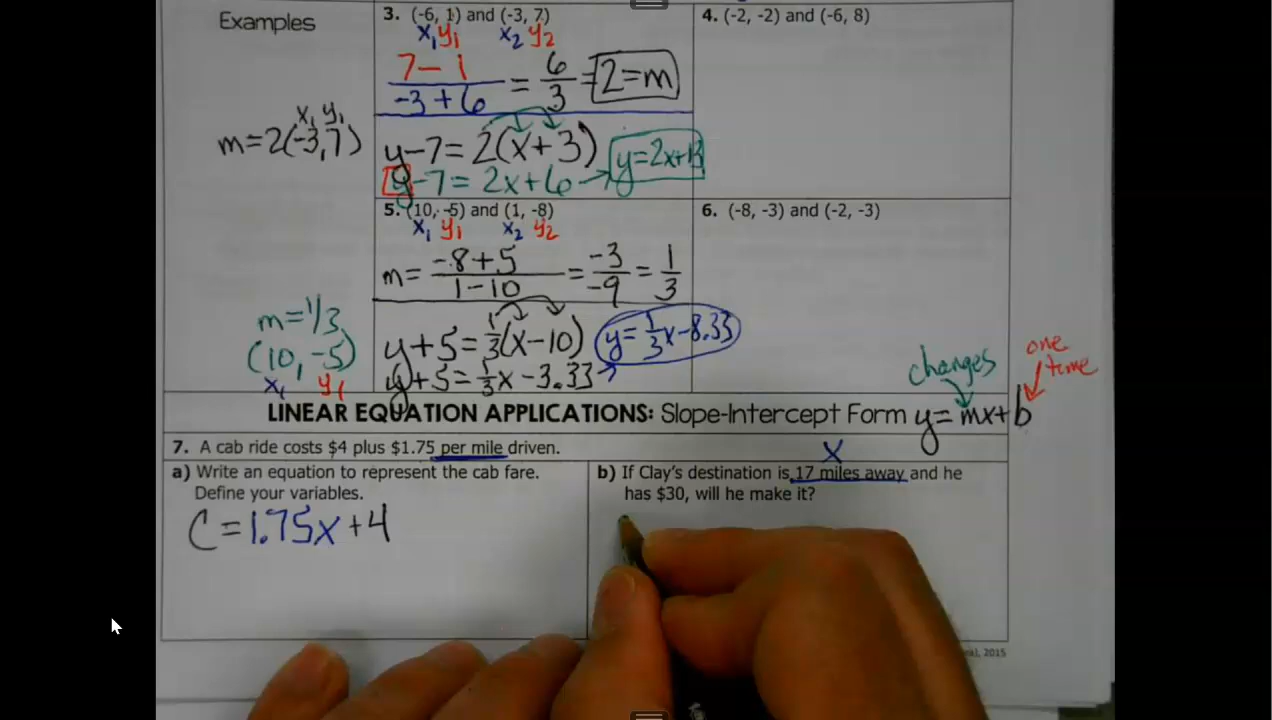 Examples
3. (-6, 1) and (-3, 7)
x₁ y₁ x₂ y₂
7 - 1
-3 + 6
= 6/3 = 2 = m
x₁ y₁
m = 2 (-3, 7)
y - 7 = 2(x + 3)
y - 7 = 2x + 6
y = 2x + 13
4. (-2, -2) and (-6, 8)
5. (10, -5) and (1, -8)
x₁ y₁ x₂ y₂
m = -8 + 5 / 1 - 10 = -3/-9 = 1/3
m = 1/3
(10, -5)
x₁ y₁
y + 5 = 1/3(x - 10)
y + 5 = 1/3x - 3.33
y = 1/3x - 8.33
6. (-8, -3) and (-2, -3)
changes
one time
LINEAR EQUATION APPLICATIONS: Slope-Intercept Form y = mx + b
7. A cab ride costs $4 plus $1.75 per mile driven.
x
a) Write an equation to represent the cab fare.
Define your variables.
C = 1.75x + 4
b) If Clay's destination is 17 miles away and he
has $30, will he make it?
2015